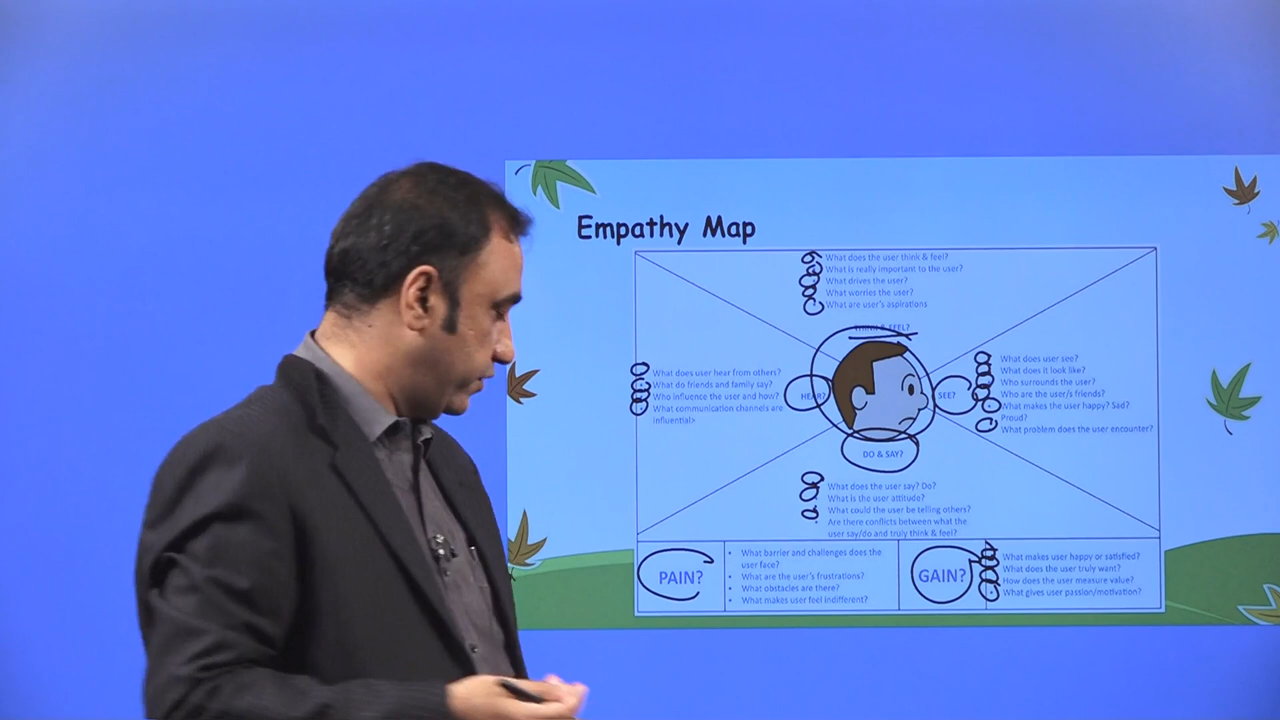 Empathy Map
What does the user think & feel?
What is really important to the user?
What drives the user?
What worries the user?
What are user's aspirations
THINK & FEEL?
What does user hear from others?
What do friends and family say?
Who influence the user and how?
What communication channels are
influential>
HEAR?
SEE?
What does user see?
What does it look like?
Who surrounds the user?
Who are the user's friends?
What makes the user happy? Sad?
Proud?
What problem does the user encounter?
DO & SAY?
What does the user say? Do?
What is the user attitude?
What could the user be telling others?
Are there conflicts between what the
user say/do and truly think & feel?
PAIN?
• What barrier and challenges does the
user face?
• What are the user's frustrations?
• What obstacles are there?
• What makes user feel indifferent?
GAIN?
What makes user happy or satisfied?
What does the user truly want?
How does the user measure value?
What gives user passion/motivation?